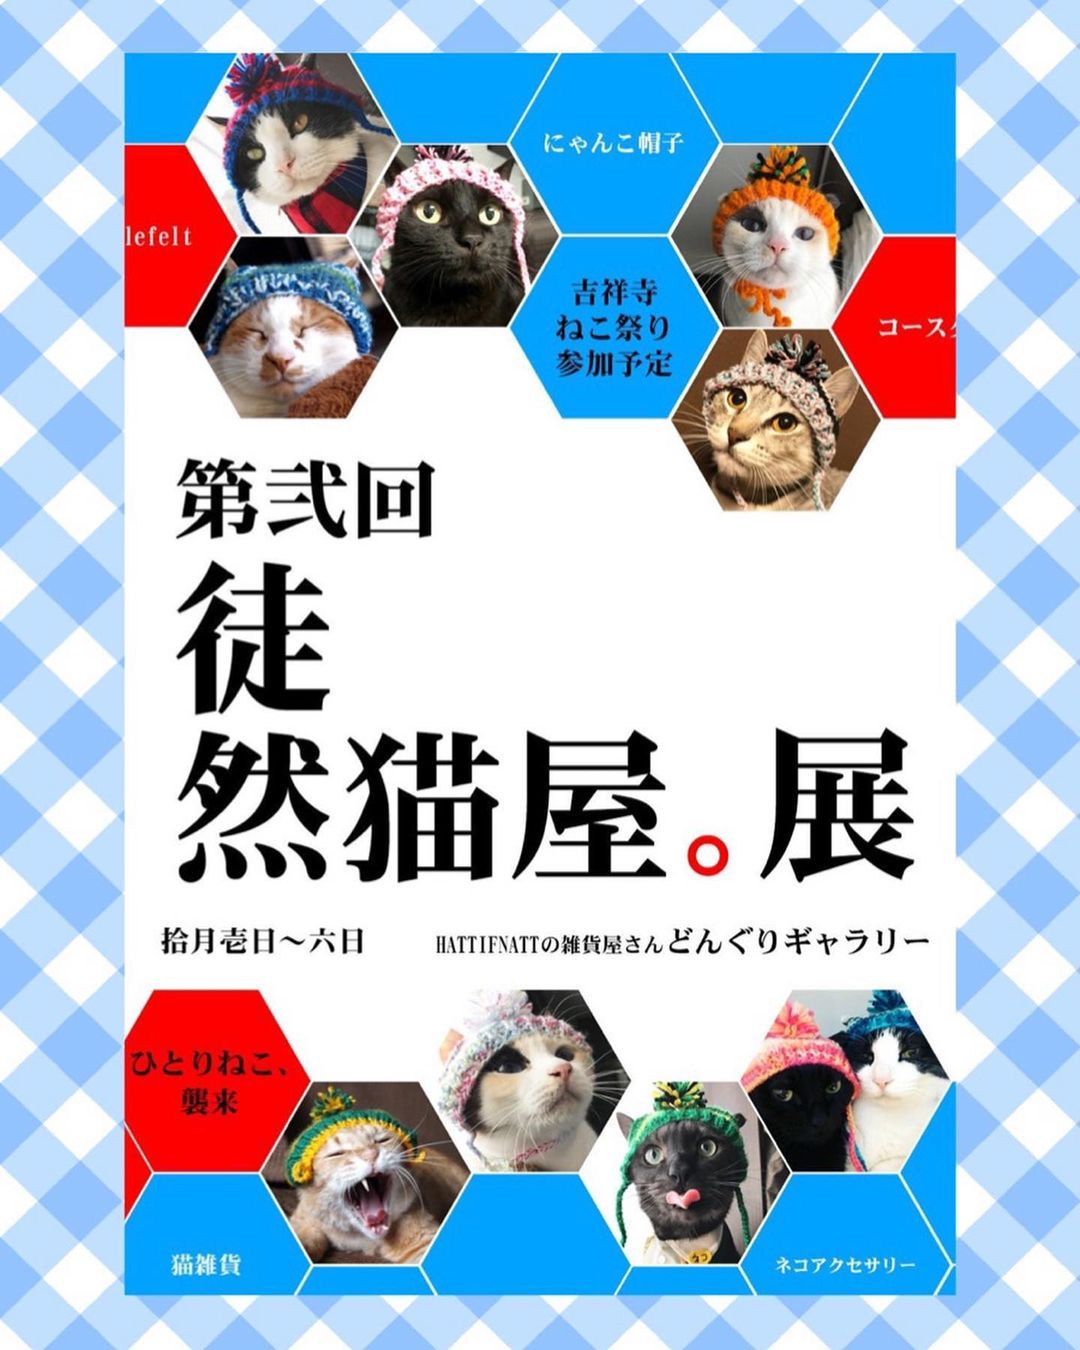 にゃんこ帽子
lefelt
吉祥寺
ねこ祭り
参加予定
コース
第弐回
徒
然猫屋。展
拾月壱日〜六日
HATTIFNATTの雑貨屋さんどんぐりギャラリー
ひとりねこ、
襲来
猫雑貨
ネコアクセサリー